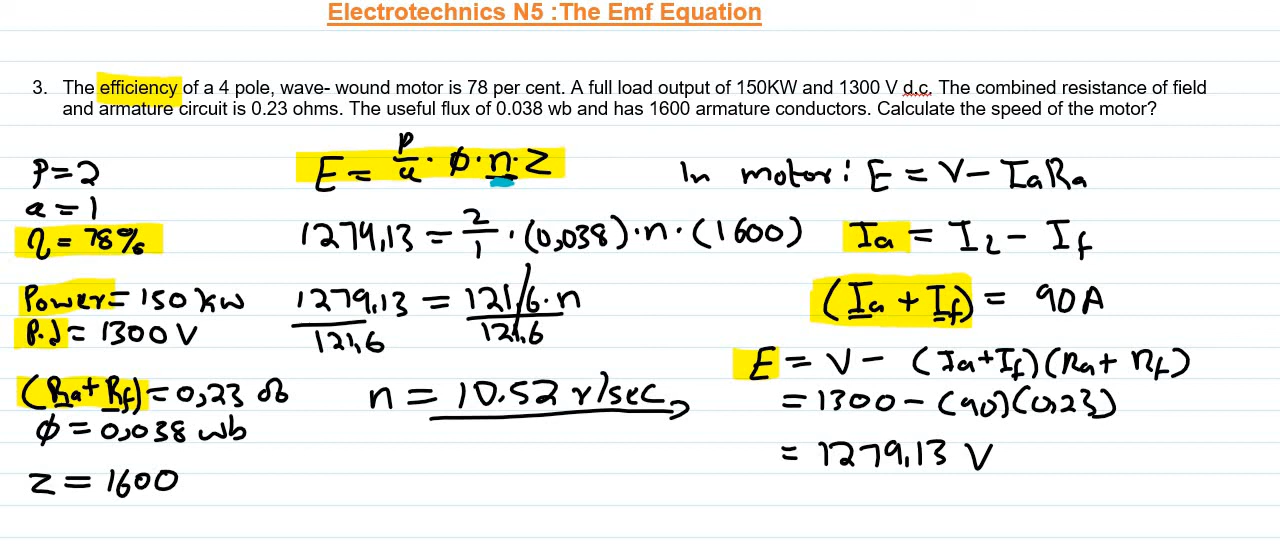 Electrotechnics N5 :The Emf Equation
3. The efficiency of a 4 pole, wave- wound motor is 78 per cent. A full load output of 150KW and 1300 V d.c. The combined resistance of field
and armature circuit is 0.23 ohms. The useful flux of 0.038 wb and has 1600 armature conductors. Calculate the speed of the motor?
P=2
a = 1
η = 78%
Power = 150 kw
P.d = 1300 V
(Ra+ Rf) = 0,23 Ω
ϕ = 0,038 wb
Z = 1600
E = P/a · ϕ · n · Z
1279,13 = 2/1 · (0,038) · n · (1600)
1279,13/121,6 = 121,6 · n/121,6
n = 10.52 r/sec
In motor: E = V - IaRa
Ia = IL - If
(Ia + If) = 90A
E = V - (Ia+If)(Ra+ Rf)
= 1300 - (90)(0,23)
= 1279,13 V